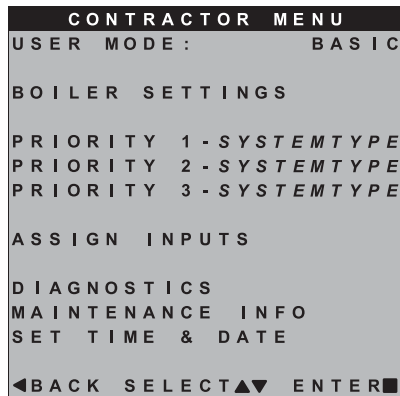 CONTRACTOR MENU
USER MODE: BASIC
BOILER SETTINGS
PRIORITY 1-SYSTEMTYPE
PRIORITY 2-SYSTEMTYPE
PRIORITY 3-SYSTEMTYPE
ASSIGN INPUTS
DIAGNOSTICS
MAINTENANCE INFO
SET TIME & DATE
◀BACK SELECT▲▼ ENTER■